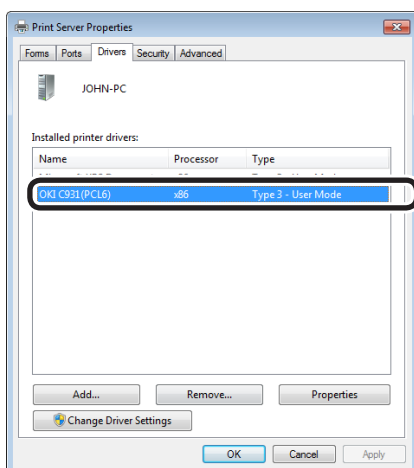 Print Server Properties
Forms Ports Drivers Security Advanced
JOHN-PC
Installed printer drivers:
Name Processor Type
OKI C931(PCL6) x86 Type 3 - User Mode
Add... Remove... Properties
Change Driver Settings
OK Cancel Apply